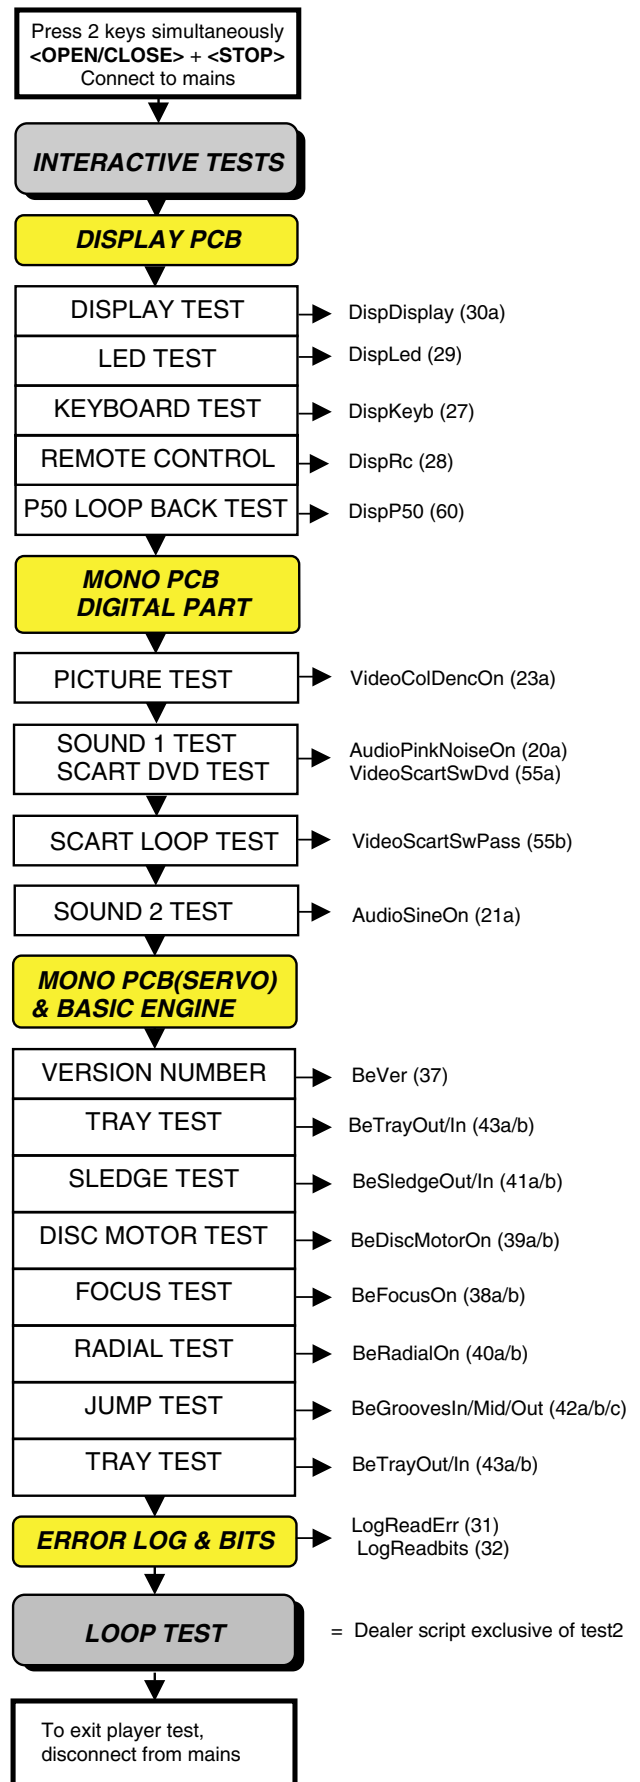 Press 2 keys simultaneously
<OPEN/CLOSE> + <STOP>
Connect to mains
INTERACTIVE TESTS
DISPLAY PCB
DISPLAY TEST
DispDisplay (30a)
LED TEST
DispLed (29)
KEYBOARD TEST
DispKeyb (27)
REMOTE CONTROL
DispRc (28)
P50 LOOP BACK TEST
DispP50 (60)
MONO PCB
DIGITAL PART
PICTURE TEST
VideoColDencOn (23a)
SOUND 1 TEST
SCART DVD TEST
AudioPinkNoiseOn (20a)
VideoScartSwDvd (55a)
SCART LOOP TEST
VideoScartSwPass (55b)
SOUND 2 TEST
AudioSineOn (21a)
MONO PCB(SERVO)
& BASIC ENGINE
VERSION NUMBER
BeVer (37)
TRAY TEST
BeTrayOut/In (43a/b)
SLEDGE TEST
BeSledgeOut/In (41a/b)
DISC MOTOR TEST
BeDiscMotorOn (39a/b)
FOCUS TEST
BeFocusOn (38a/b)
RADIAL TEST
BeRadialOn (40a/b)
JUMP TEST
BeGroovesIn/Mid/Out (42a/b/c)
TRAY TEST
BeTrayOut/In (43a/b)
ERROR LOG & BITS
LogReadErr (31)
LogReadbits (32)
LOOP TEST
= Dealer script exclusive of test2
To exit player test,
disconnect from mains